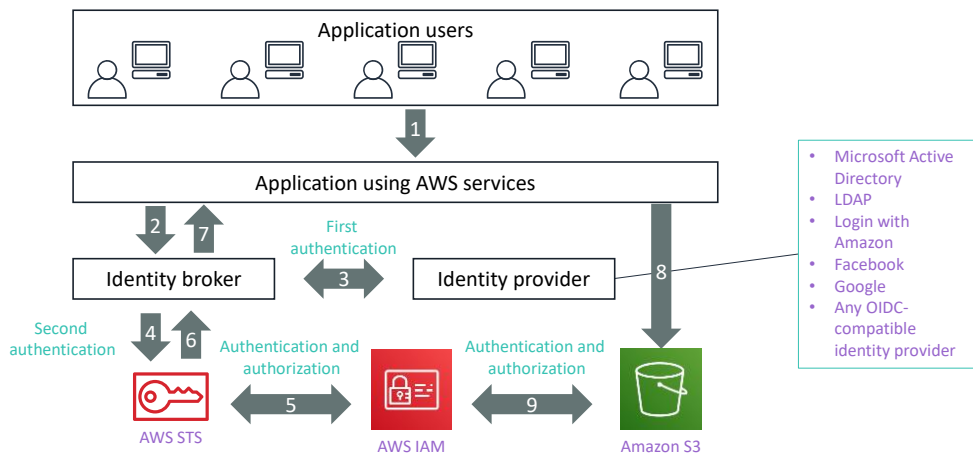 Application users
1
Application using AWS services
2
7
First
authentication
Identity broker
3
Identity provider
8
• Microsoft Active
Directory
• LDAP
• Login with
Amazon
• Facebook
• Google
• Any OIDC-
compatible
identity provider
Second
authentication
4
6
Authentication and
authorization
Authentication and
authorization
5
9
AWS STS
AWS IAM
Amazon S3